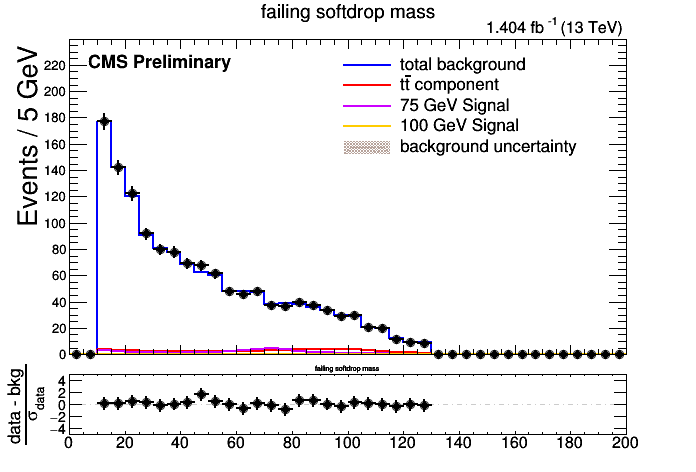 failing softdrop mass
1.404 fb⁻¹ (13 TeV)
CMS Preliminary
total background
tt̄ component
75 GeV Signal
100 GeV Signal
background uncertainty
Events / 5 GeV
220
200
180
160
140
120
100
80
60
40
20
0
failing softdrop mass
data - bkg
σ_data
4
2
0
−2
−4
0 20 40 60 80 100 120 140 160 180 200